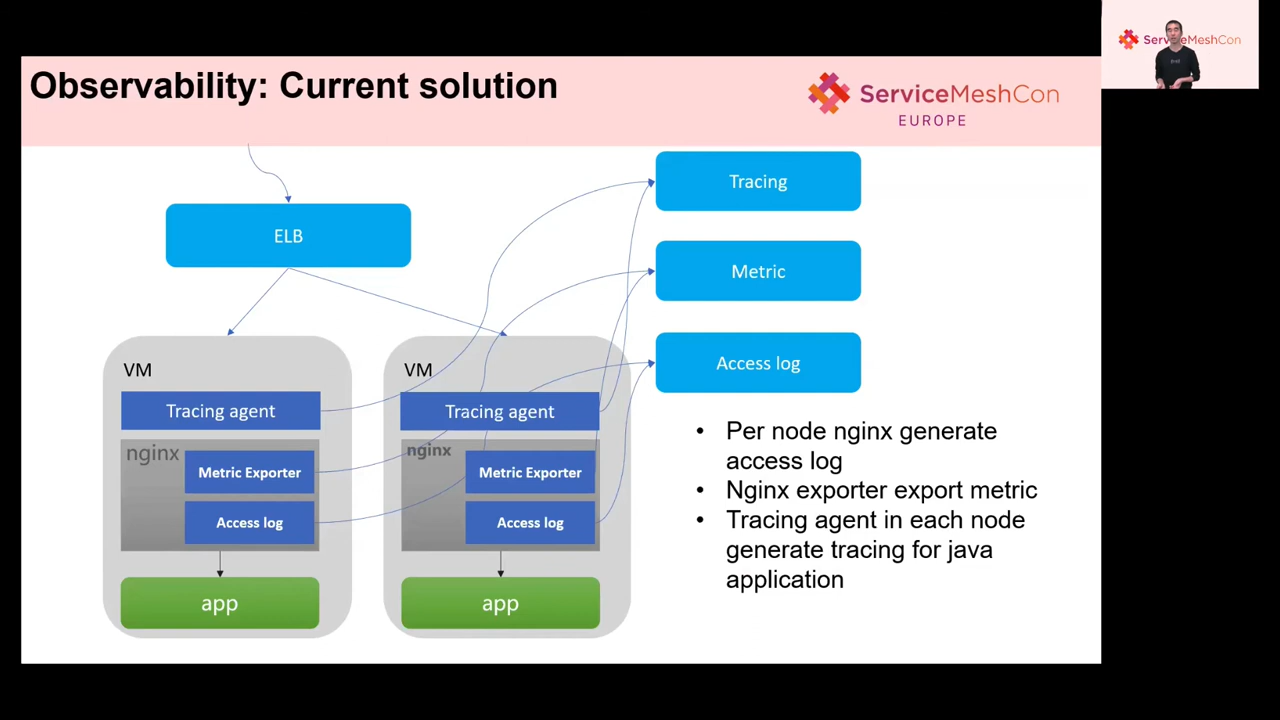 Observability: Current solution
ServiceMeshCon
EUROPE
ServiceMeshCon
ELB
Tracing
Metric
Access log
VM
Tracing agent
nginx
Metric Exporter
Access log
app
VM
Tracing agent
nginx
Metric Exporter
Access log
app
• Per node nginx generate
access log
• Nginx exporter export metric
• Tracing agent in each node
generate tracing for java
application